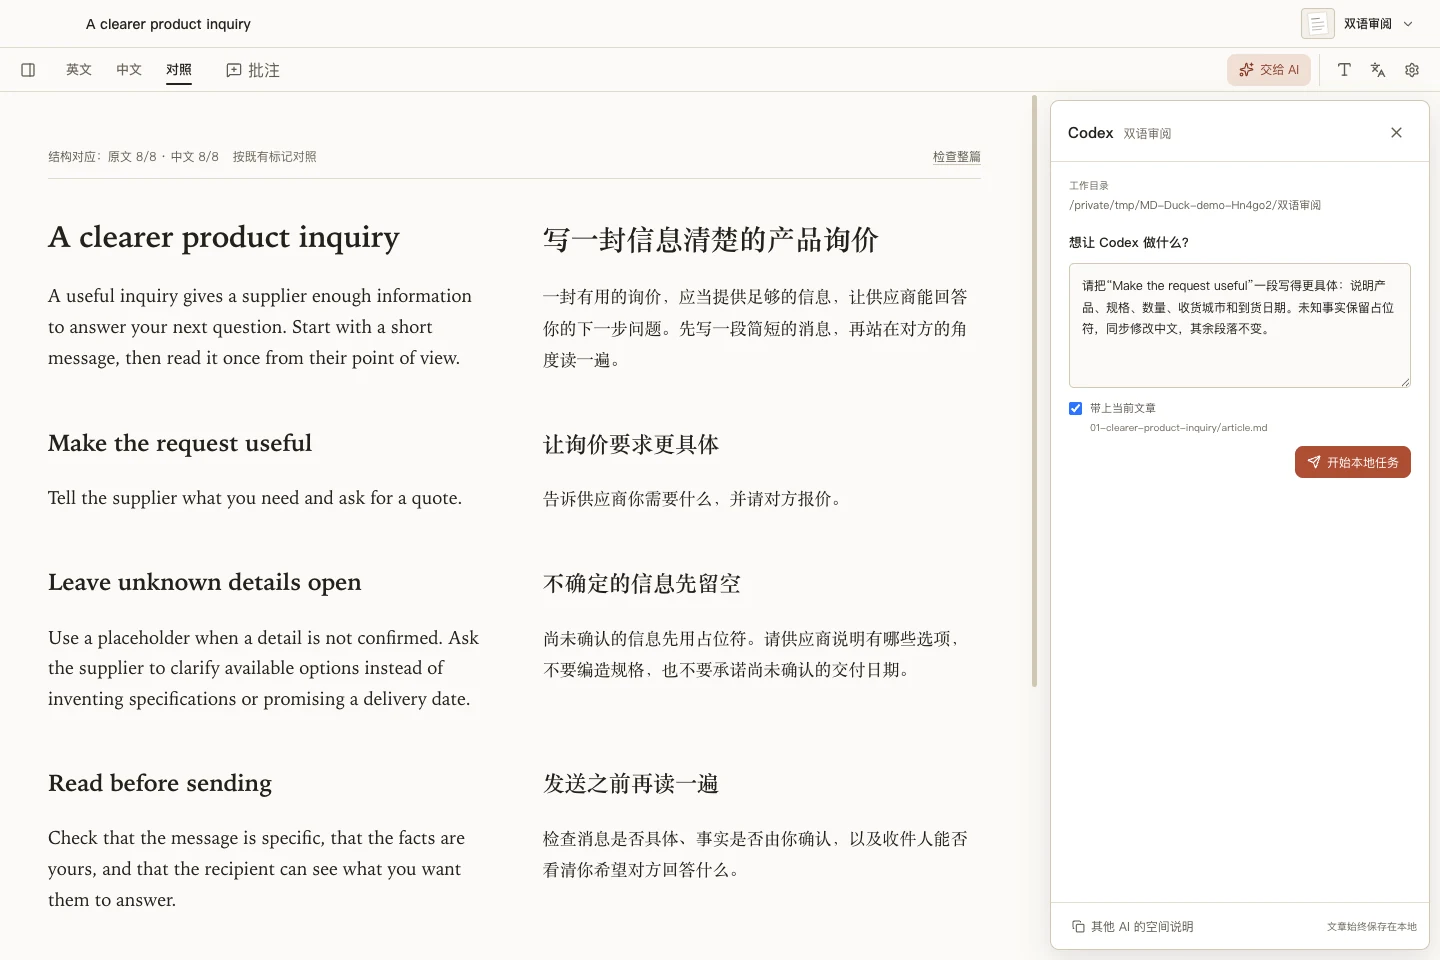 A clearer product inquiry
双语审阅
英文
中文
对照
批注
交给 AI
结构对应：原文 8/8 · 中文 8/8 按既有标记对照
检查整篇
A clearer product inquiry
A useful inquiry gives a supplier enough information
to answer your next question. Start with a short
message, then read it once from their point of view.
写一封信息清楚的产品询价
一封有用的询价，应当提供足够的信息，让供应商能回答
你的下一步问题。先写一段简短的消息，再站在对方的角
度读一遍。
Make the request useful
Tell the supplier what you need and ask for a quote.
让询价要求更具体
告诉供应商你需要什么，并请对方报价。
Leave unknown details open
Use a placeholder when a detail is not confirmed. Ask
the supplier to clarify available options instead of
inventing specifications or promising a delivery date.
不确定的信息先留空
尚未确认的信息先用占位符。请供应商说明有哪些选项，
不要编造规格，也不要承诺尚未确认的交付日期。
Read before sending
Check that the message is specific, that the facts are
yours, and that the recipient can see what you want
them to answer.
发送之前再读一遍
检查消息是否具体、事实是否由你确认，以及收件人能否
看清你希望对方回答什么。
Codex 双语审阅
工作目录
/private/tmp/MD-Duck-demo-Hn4go2/双语审阅
想让 Codex 做什么？
请把“Make the request useful”一段写得更具体：说明产
品、规格、数量、收货城市和到货日期。未知事实保留占位
符，同步修改中文，其余段落不变。
带上当前文章
01-clearer-product-inquiry/article.md
开始本地任务
其他 AI 的空间说明
文章始终保存在本地